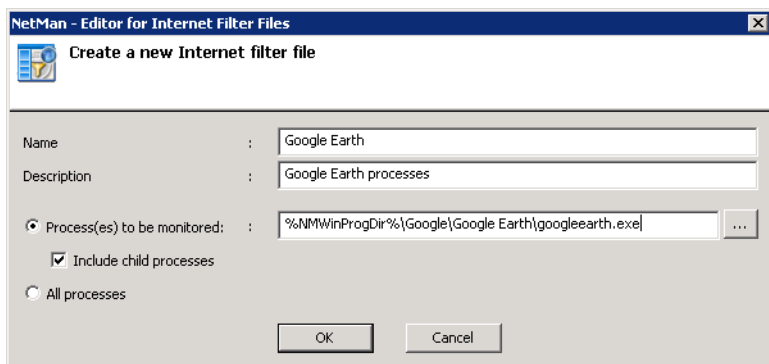 NetMan - Editor for Internet Filter Files
Create a new Internet filter file
Name : Google Earth
Description : Google Earth processes
Process(es) to be monitored: : %NMWinProgDir%\Google\Google Earth\googleearth.exe ...
Include child processes
All processes
OK Cancel